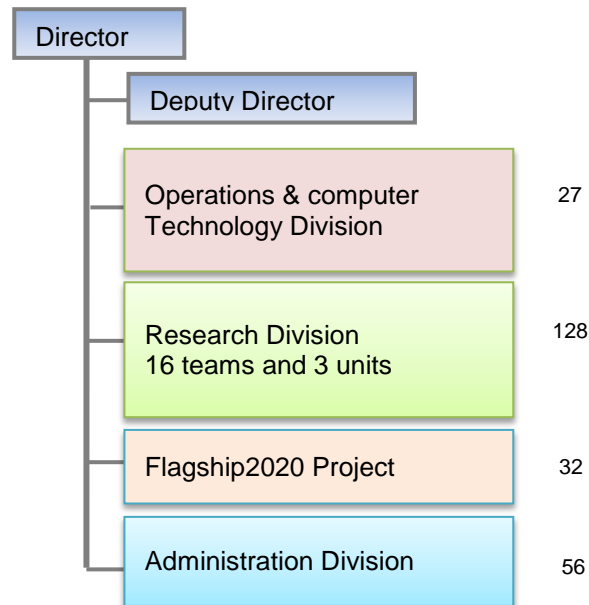 Director
Deputy Director
Operations & computer
Technology Division
27
Research Division
16 teams and 3 units
128
Flagship2020 Project
32
Administration Division
56